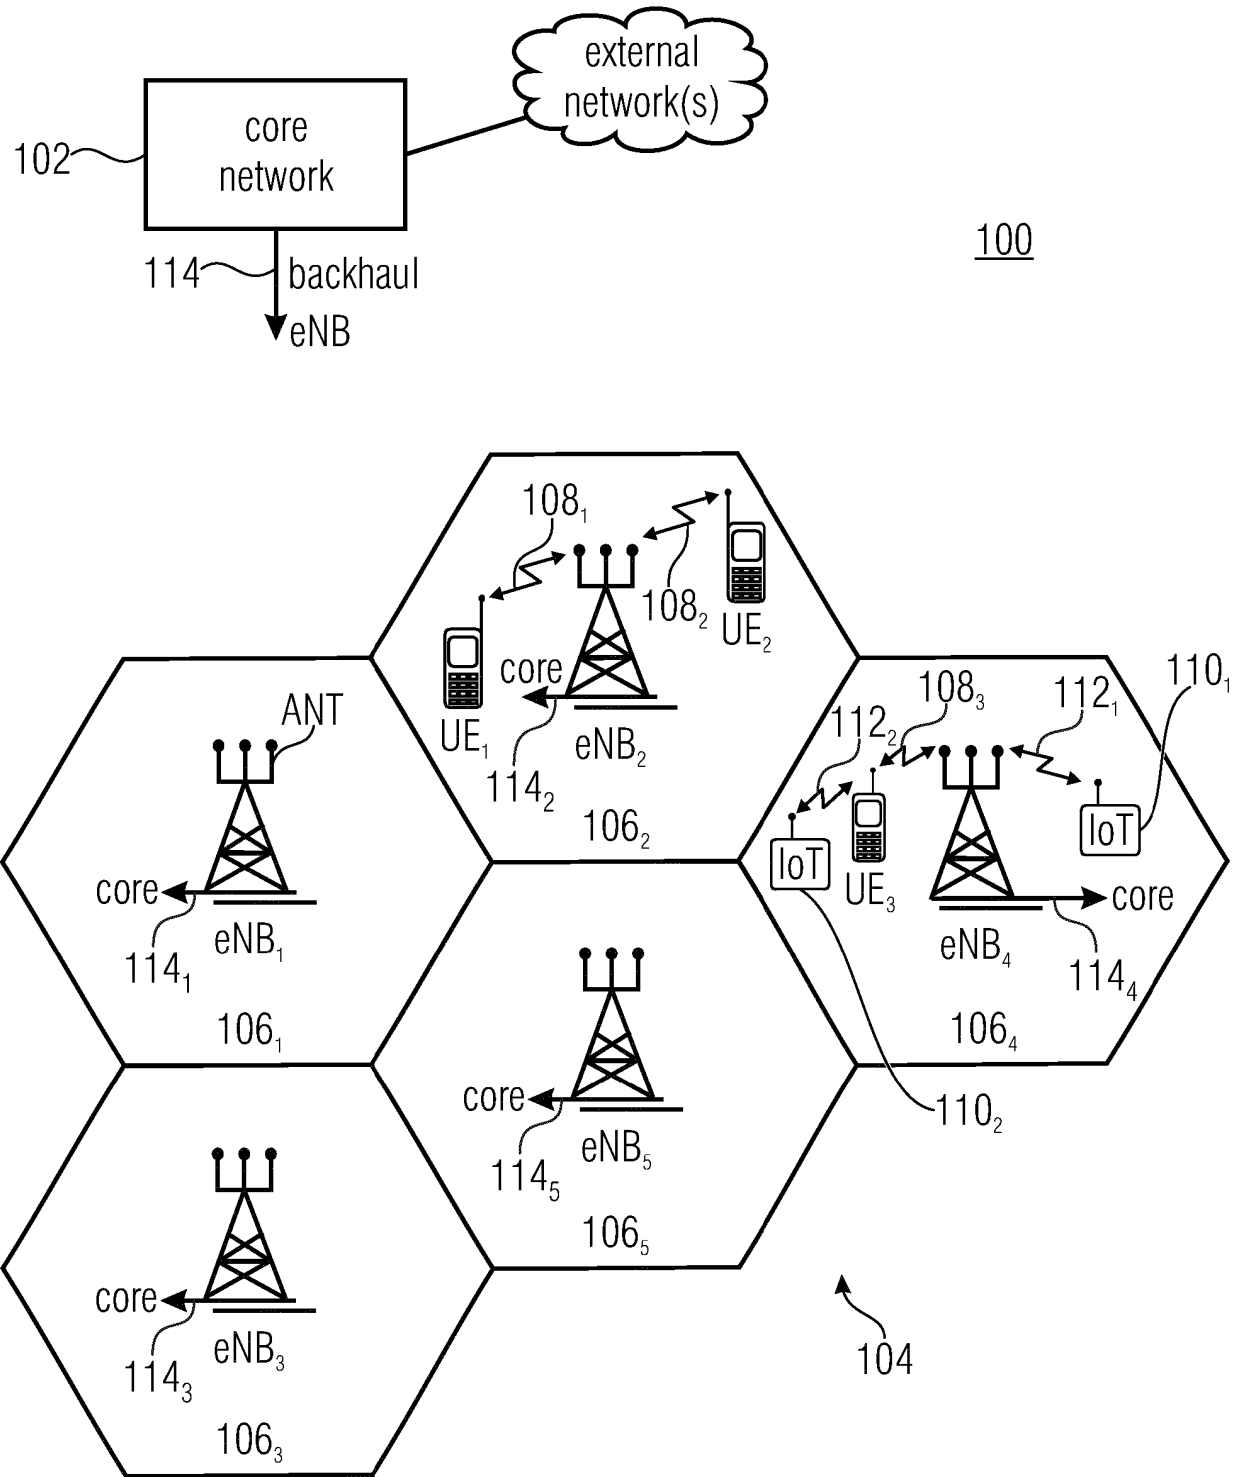 external
network(s)
core
network
102
100
114
backhaul
eNB
108₁
108₂
UE₂
UE₁
core
eNB₂
114₂
106₂
110₁
108₃
112₁
112₂
IoT
IoT
UE₃
core
eNB₄
114₄
106₄
110₂
ANT
core
eNB₁
114₁
106₁
core
eNB₅
114₅
106₅
core
eNB₃
114₃
106₃
104